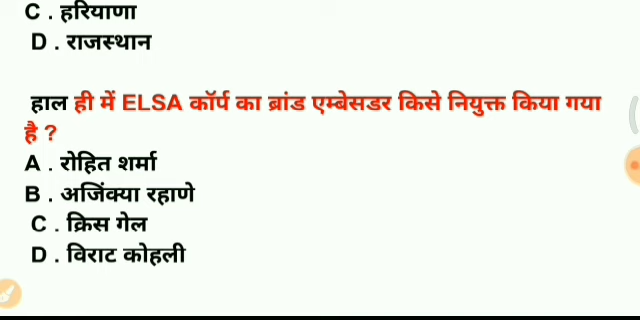 C . हरियाणा
D . राजस्थान
हाल ही में ELSA कॉर्प का ब्रांड एम्बेसडर किसे नियुक्त किया गया
है ?
A . रोहित शर्मा
B . अजिंक्या रहाणे
C . क्रिस गेल
D . विराट कोहली